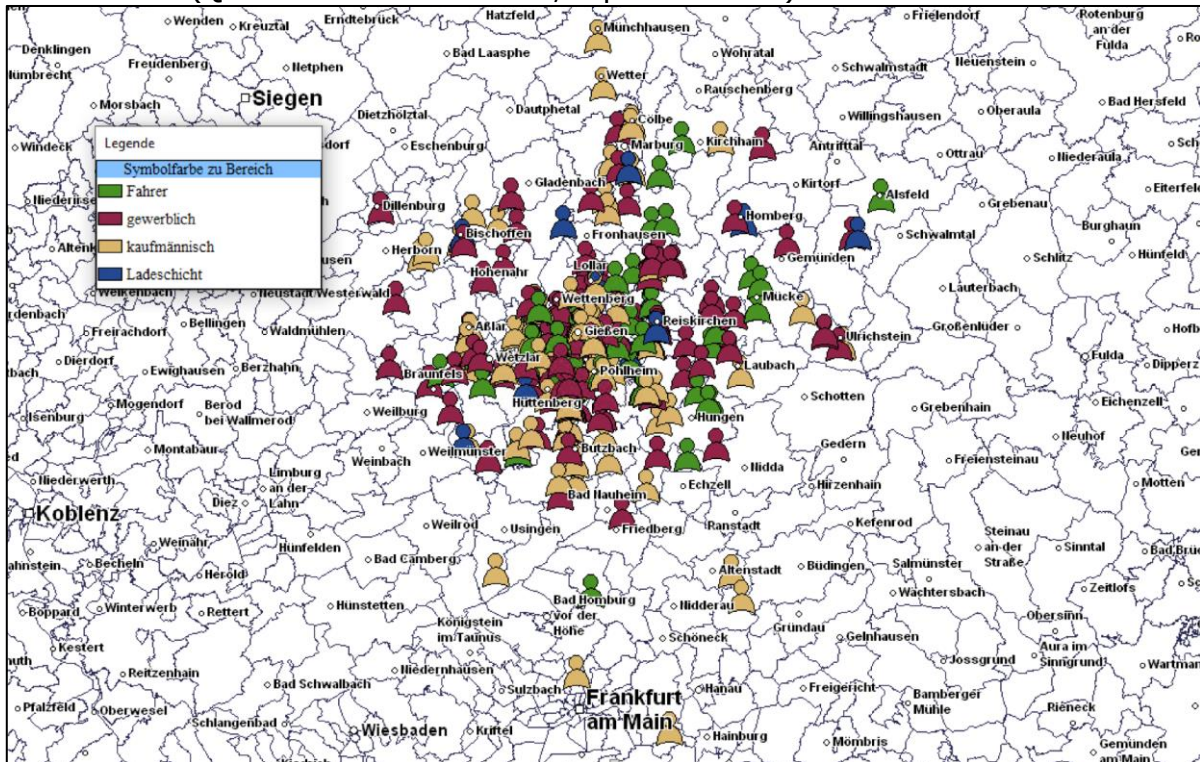 Wenden
Kreuztal
Erndtebrück
Hatzfeld
Münchhausen
Frielendorf
Rotenburg
an der
Fulda
Denklingen
Freudenberg
Netphen
Bad Laasphe
Wohratal
Schwalmstadt
Neuenstein
Wetter
Rauschenberg
Morsbach
Siegen
Dietzhölztal
Dautphetal
Cölbe
Willingshausen
Oberaula
Bad Hersfeld
Windeck
Eschenburg
Marburg
Kirchhain
Antrifttal
Ottrau
Niederaula
Legende
Symbolfarbe zu Bereich
Fahrer
gewerblich
kaufmännisch
Ladeschicht
Gladenbach
Kirtorf
Alsfeld
Grebenau
Dillenburg
Homberg
Burghaun
Bischoffen
Fronhausen
Schwalmtal
Herborn
Hünfeld
Gemünden
Schlitz
Hohenahr
Lollar
Neustadt/Westerwald
Wettenberg
Mücke
Lauterbach
Freirachdorf
Bellingen
Waldmühlen
Aßlar
Gießen
Reiskirchen
Ulrichstein
Großenlüder
Dierdorf
Ewighausen
Berzhahn
Wetzlar
Braunfels
Pohlheim
Laubach
Fulda
Mogendorf
Berod
bei Wallmerod
Weilburg
Hüttenberg
Hungen
Schotten
Grebenhain
Eichenzell
Isenburg
Montabaur
Weinbach
Weilmünster
Butzbach
Gedern
Freiensteinau
Neuhof
Niederwerth
Limburg
an der
Lahn
Diez
Nidda
Echzell
Hirzenhain
Motten
Bad Nauheim
Koblenz
Weilrod
Usingen
Friedberg
Ranstadt
Kefenrod
Steinau
an der
Straße
Sinntal
Weinähr
Hünfelden
Becheln
Herold
Bad Camberg
Altenstadt
Büdingen
Salmünster
Wächtersbach
Zeitlofs
Boppard
Winterwerb
Rettert
Hünstetten
Bad Homburg
vor der
Höhe
Nidderau
Königstein
im Taunus
Schöneck
Gründau
Gelnhausen
Obersinn
Kestert
Aura im
Sinngrund
Reitzenhain
Niedernhausen
Jossgrund
Bad Schwalbach
Sulzbach
Frankfurt
am Main
Hanau
Freigericht
Bamberger
Mühle
Rieneck
Pfalzfeld
Oberwesel
Schlangenbad
Wiesbaden
Kriftel
Hainburg
Mömbris
Gemünden
am Main